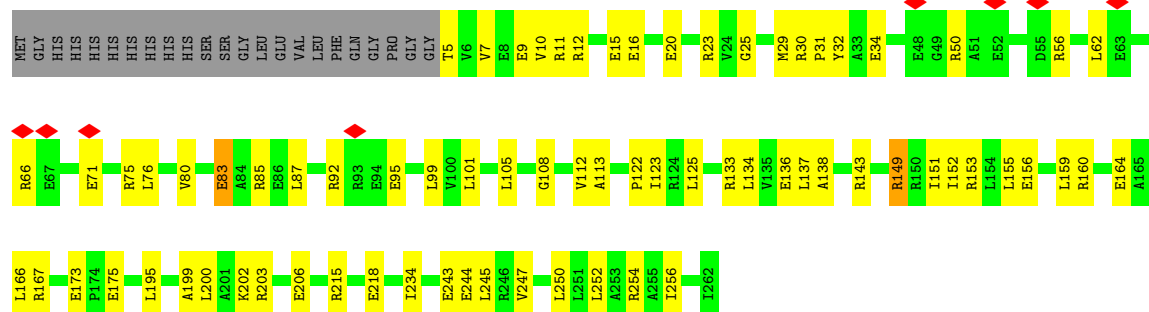 MET GLY HIS HIS HIS HIS HIS HIS HIS HIS SER SER GLY LEU GLU VAL LEU PHE GLN GLY PRO GLY GLY T5 V6 V7 E8 E9 V10 R11 R12 E15 E16 E20 R23 V24 G25 M29 R30 P31 Y32 A33 E34 E48 G49 R50 A51 E52 D55 R56 L62 E63
R66 E67 E71 R75 L76 V80 E83 A84 R85 E86 L87 R92 R93 E94 E95 L99 V100 L101 L105 G108 V112 A113 P122 I123 R124 L125 R133 L134 V135 E136 L137 A138 R143 R149 R150 I151 I152 R153 L154 L155 E156 L159 R160 E164 A165
L166 R167 E173 P174 E175 L195 A199 L200 A201 K202 R203 E206 R215 E218 I234 E243 E244 L245 R246 V247 L250 L251 L252 A253 R254 A255 I256 I262